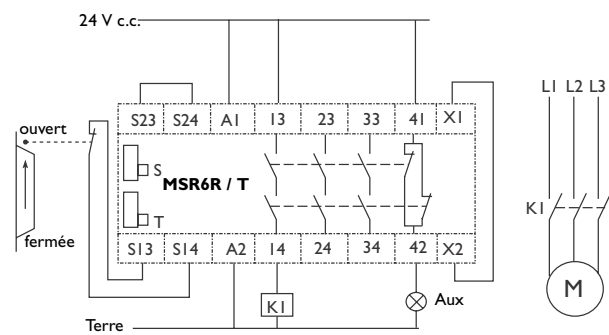 24 V c.c.
S23 S24 A1 13 23 33 41 X1
L1 L2 L3
ouvert
S
MSR6R / T
T
K1
fermée
S13 S14 A2 14 24 34 42 X2
K1
Aux
M
Terre